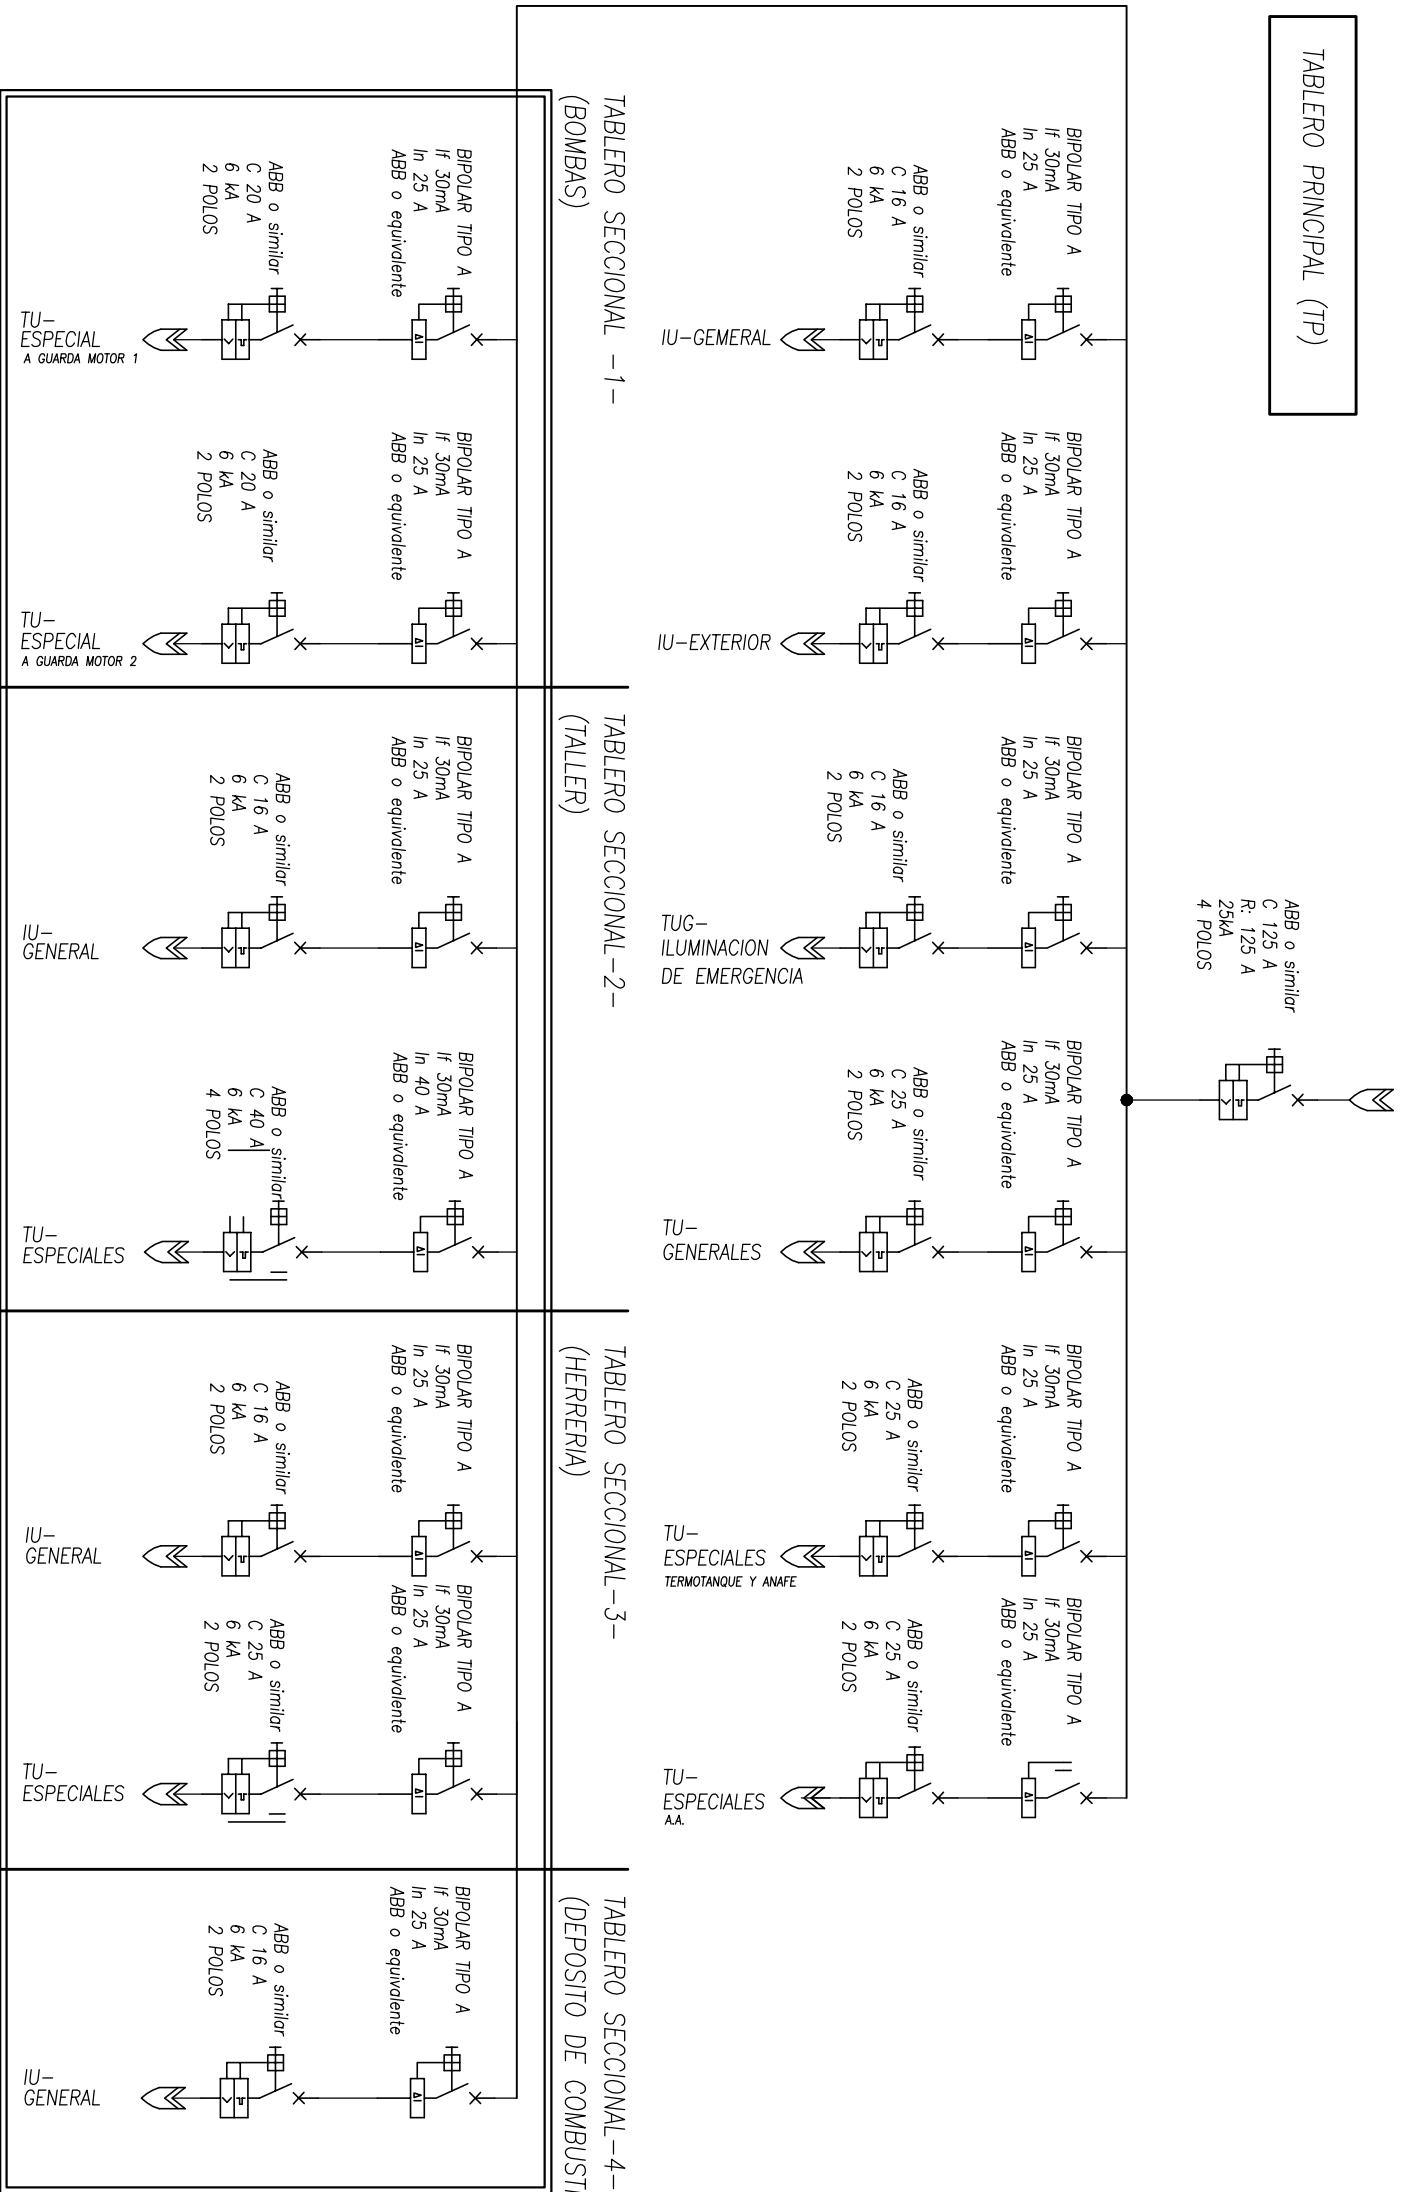 TABLERO PRINCIPAL (TP)
ABB o similar
C 125 A
R: 125 A
25kA
4 POLOS
BIPOLAR TIPO A
If 30mA
In 25 A
ABB o equivalente
ABB o similar
C 16 A
6 kA
2 POLOS
IU-GEMERAL
BIPOLAR TIPO A
If 30mA
In 25 A
ABB o equivalente
ABB o similar
C 16 A
6 kA
2 POLOS
IU-EXTERIOR
BIPOLAR TIPO A
If 30mA
In 25 A
ABB o equivalente
ABB o similar
C 16 A
6 kA
2 POLOS
TUG-
ILUMINACION
DE EMERGENCIA
BIPOLAR TIPO A
If 30mA
In 25 A
ABB o equivalente
ABB o similar
C 25 A
6 kA
2 POLOS
TU-
GENERALES
BIPOLAR TIPO A
If 30mA
In 25 A
ABB o equivalente
ABB o similar
C 25 A
6 kA
2 POLOS
TU-
ESPECIALES
TERMOTANQUE Y ANAFE
BIPOLAR TIPO A
If 30mA
In 25 A
ABB o equivalente
ABB o similar
C 25 A
6 kA
2 POLOS
TU-
ESPECIALES
A.A.
TABLERO SECCIONAL -1-
(BOMBAS)
BIPOLAR TIPO A
If 30mA
In 25 A
ABB o equivalente
ABB o similar
C 20 A
6 kA
2 POLOS
TU-
ESPECIAL
A GUARDA MOTOR 1
BIPOLAR TIPO A
If 30mA
In 25 A
ABB o equivalente
ABB o similar
C 20 A
6 kA
2 POLOS
TU-
ESPECIAL
A GUARDA MOTOR 2
TABLERO SECCIONAL-2-
(TALLER)
BIPOLAR TIPO A
If 30mA
In 25 A
ABB o equivalente
ABB o similar
C 16 A
6 kA
2 POLOS
IU-
GENERAL
BIPOLAR TIPO A
If 30mA
In 40 A
ABB o equivalente
ABB o similar
C 40 A
6 kA
4 POLOS
TU-
ESPECIALES
TABLERO SECCIONAL-3-
(HERRERIA)
BIPOLAR TIPO A
If 30mA
In 25 A
ABB o equivalente
ABB o similar
C 16 A
6 kA
2 POLOS
IU-
GENERAL
BIPOLAR TIPO A
If 30mA
In 25 A
ABB o equivalente
ABB o similar
C 25 A
6 kA
2 POLOS
TU-
ESPECIALES
TABLERO SECCIONAL-4-
(DEPOSITO DE COMBUSTI
BIPOLAR TIPO A
If 30mA
In 25 A
ABB o equivalente
ABB o similar
C 16 A
6 kA
2 POLOS
IU-
GENERAL